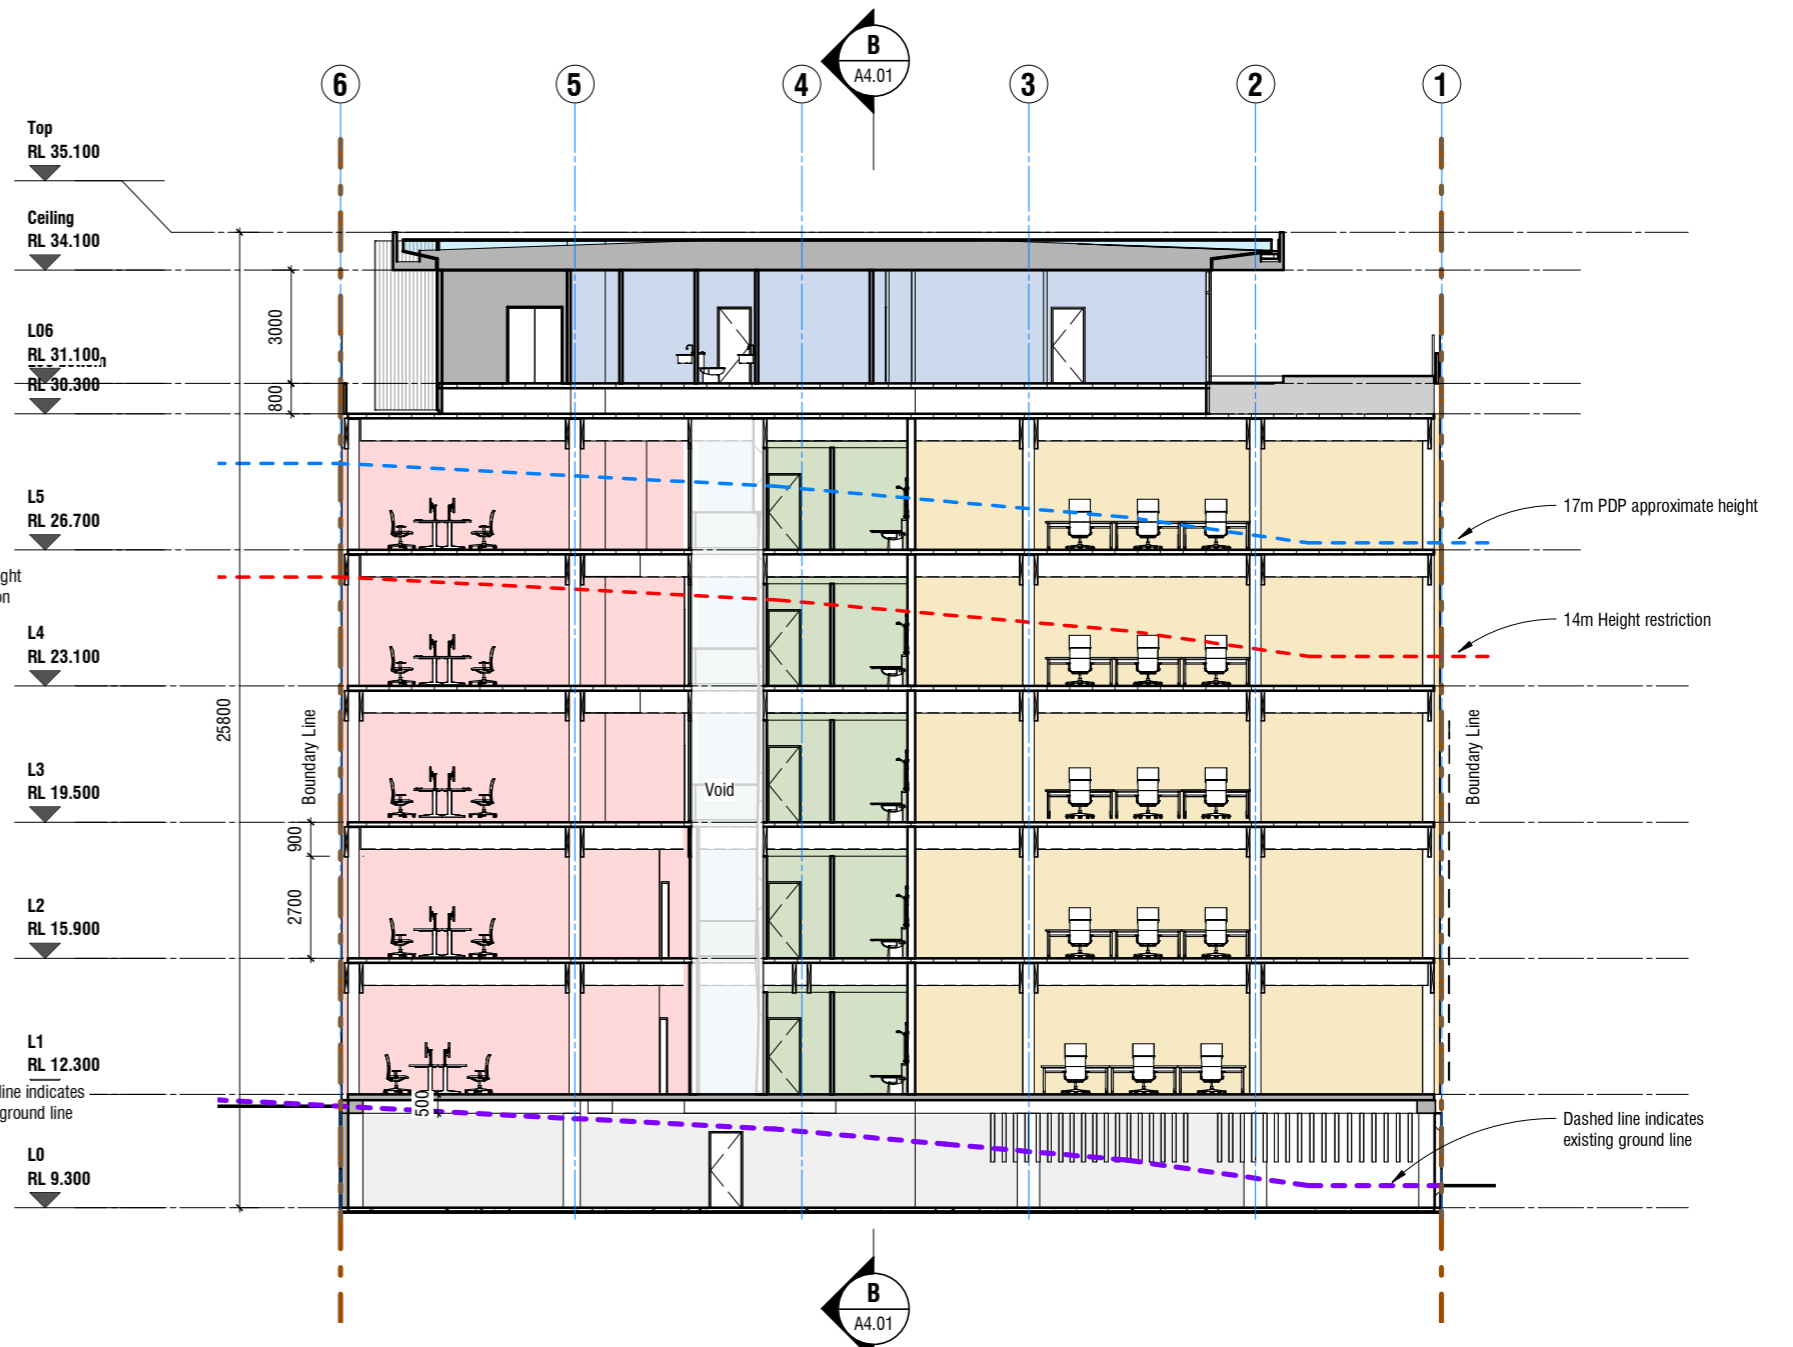 B
A4.01
6
5
4
3
2
1
Top
RL 35.100
Ceiling
RL 34.100
L06
RL 31.100
RL 30.300
L5
RL 26.700
L4
RL 23.100
L3
RL 19.500
L2
RL 15.900
L1
RL 12.300
line indicates
ground line
L0
RL 9.300
3000
800
25800
Boundary Line
900
2700
500
Void
17m PDP approximate height
14m Height restriction
Boundary Line
Dashed line indicates
existing ground line
B
A4.01